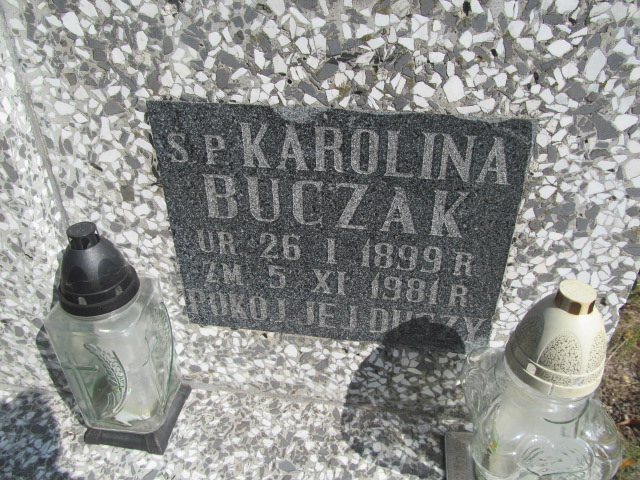 Ś.P. KAROLINA
BUCZAK
UR. 26 I 1899 R
ZM. 5 XI 1981 R
POKÓJ JEJ DUSZY